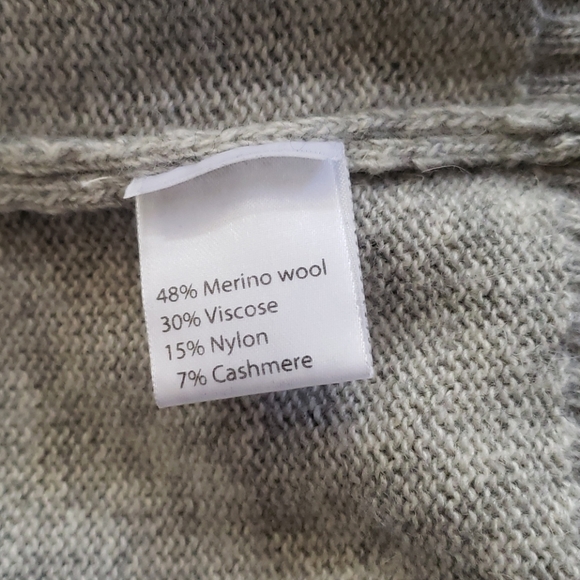 48% Merino wool
30% Viscose
15% Nylon
7% Cashmere